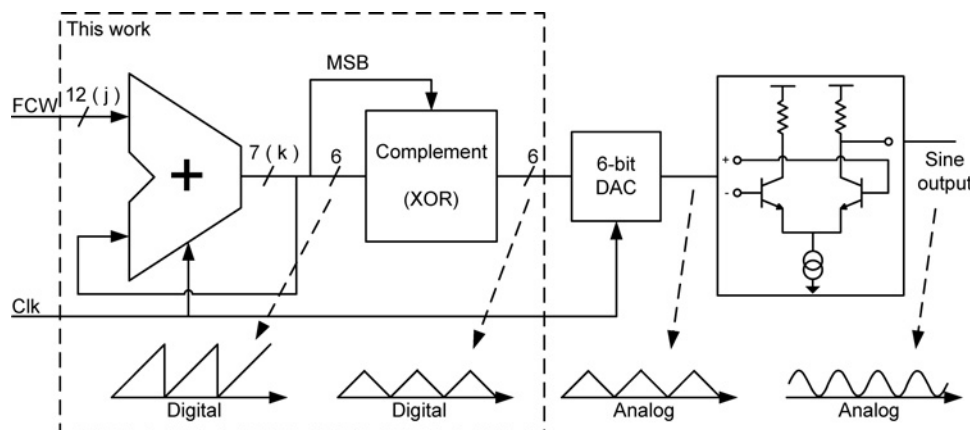 This work
MSB
FCW
12 ( j )
+
7 ( k )
6
Complement
(XOR)
6
6-bit
DAC
+
-
Sine
output
Clk
Digital
Digital
Analog
Analog